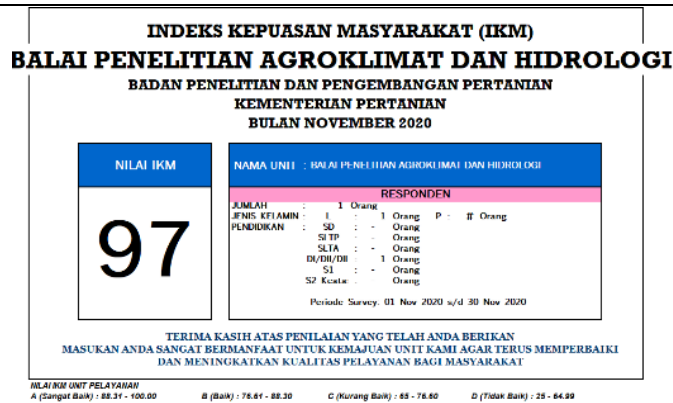 INDEKS KEPUASAN MASYARAKAT (IKM)
BALAI PENELITIAN AGROKLIMAT DAN HIDROLOGI
BADAN PENELITIAN DAN PENGEMBANGAN PERTANIAN
KEMENTERIAN PERTANIAN
BULAN NOVEMBER 2020
NILAI IKM
97
NAMA UNIT : BALAI PENELITIAN AGROKLIMAT DAN HIDROLOGI
RESPONDEN
JUMLAH : 1 Orang
JENIS KELAMIN : L : 1 Orang P : # Orang
PENDIDIKAN : SD : - Orang
SLTP : - Orang
SLTA : - Orang
DI/DII/DII : 1 Orang
S1 : - Orang
S2 Keatas : Orang
Periode Survey: 01 Nov 2020 s/d 30 Nov 2020
TERIMA KASIH ATAS PENILAIAN YANG TELAH ANDA BERIKAN
MASUKAN ANDA SANGAT BERMANFAAT UNTUK KEMAJUAN UNIT KAMI AGAR TERUS MEMPERBAIKI
DAN MENINGKATKAN KUALITAS PELAYANAN BAGI MASYARAKAT
NILAI IKM UNIT PELAYANAN
A (Sangat Baik) : 88.31 - 100.00 B (Baik) : 76.61 - 88.30 C (Kurang Baik) : 65 - 76.60 D (Tidak Baik) : 25 - 64.99